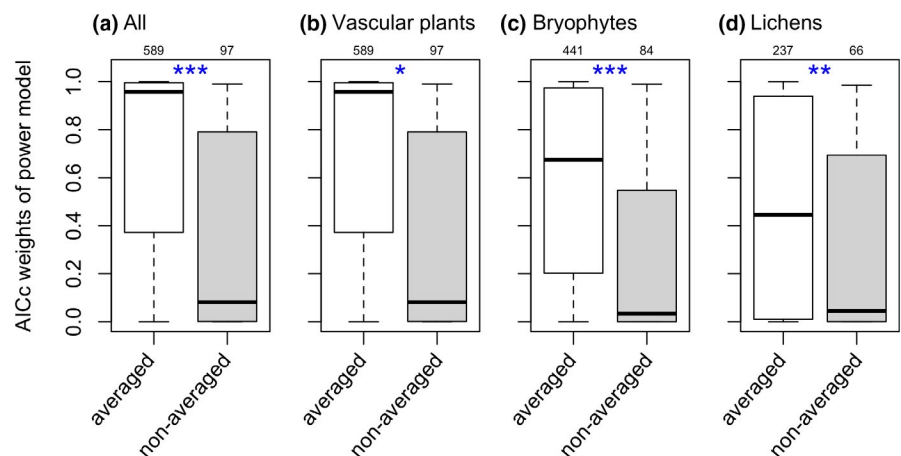 (a) All (b) Vascular plants (c) Bryophytes (d) Lichens
589 97 589 97 441 84 237 66
*** * *** **
AICc weights of power model
1.0
0.8
0.6
0.4
0.2
0.0
averaged non-averaged averaged non-averaged averaged non-averaged averaged non-averaged